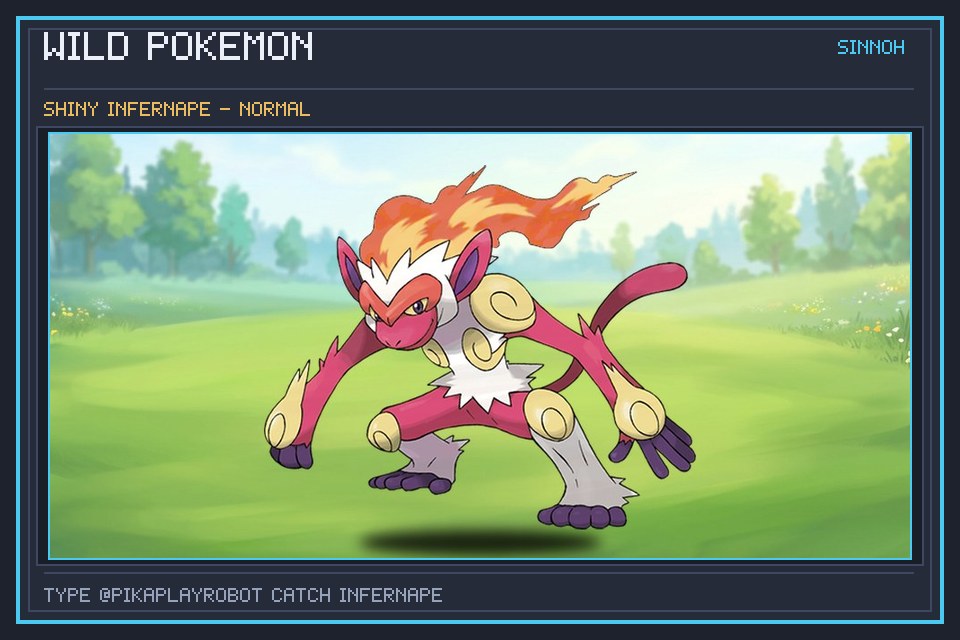 WILD POKEMON
SINNOH
SHINY INFERNAPE - NORMAL
TYPE @PIKAPLAYROBOT CATCH INFERNAPE